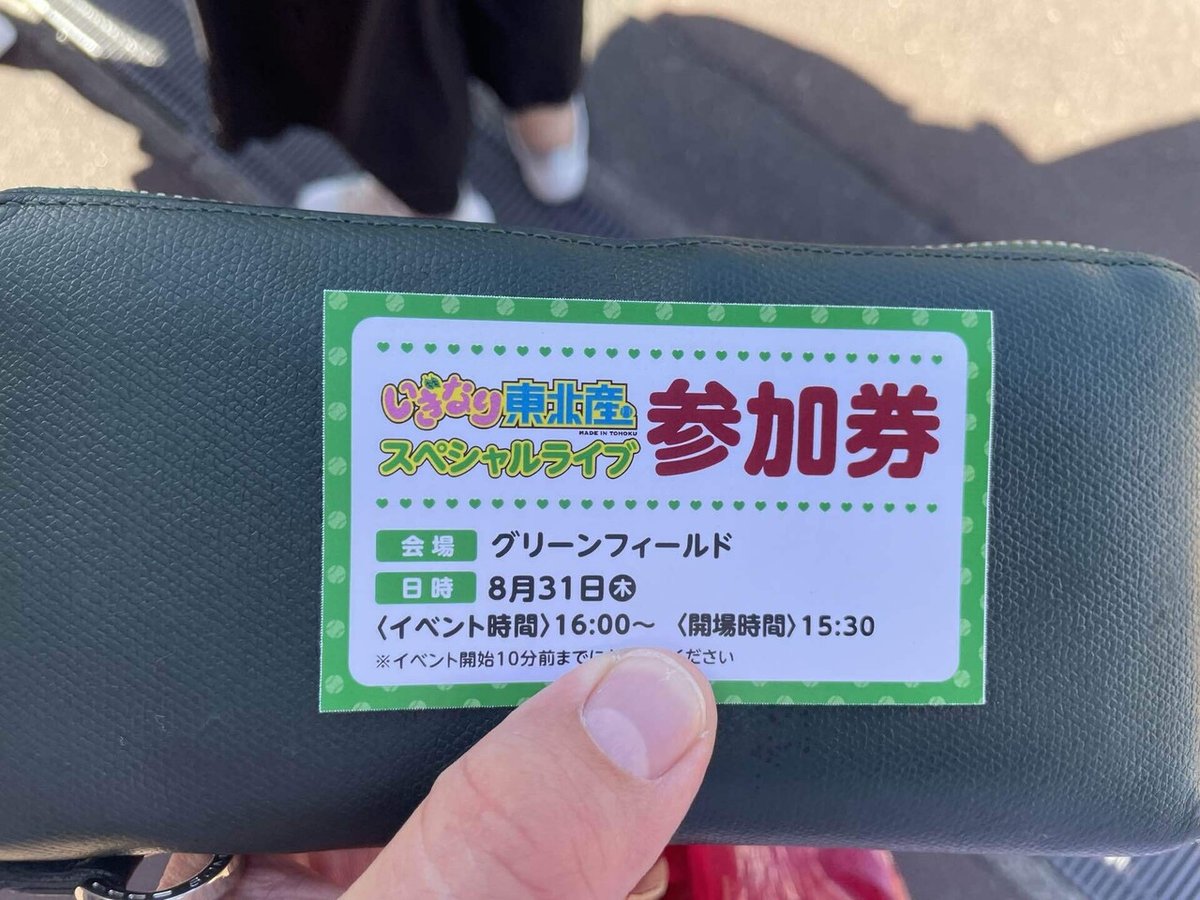 いぎなり東北産
MADE IN TOHOKU
スペシャルライブ
参加券
会場 グリーンフィールド
日時 8月31日㊍
〈イベント時間〉16:00〜 〈開場時間〉15:30
※イベント開始10分前までに ください